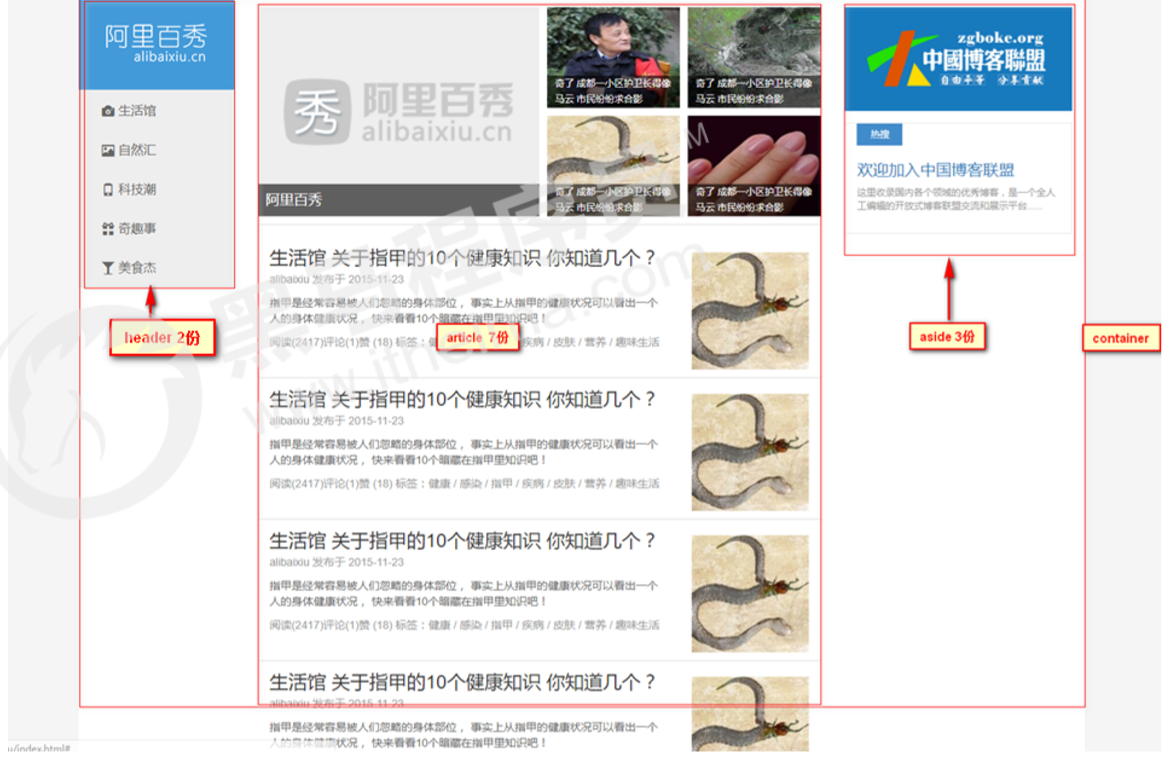 阿里百秀
alibaixiu.cn
生活馆
自然汇
科技潮
奇趣事
美食杰
header 2份
秀 阿里百秀
alibaixiu.cn
阿里百秀
奇了 成都一小区护卫长得像
马云 市民纷纷求合影
奇了 成都一小区护卫长得像
马云 市民纷纷求合影
奇了 成都一小区护卫长得像
马云 市民纷纷求合影
奇了 成都一小区护卫长得像
马云 市民纷纷求合影
生活馆 关于指甲的10个健康知识 你知道几个？
alibaixiu 发布于 2015-11-23
指甲是经常容易被人们忽略的身体部位， 事实上从指甲的健康状况可以看出一个
人的身体健康状况， 快来看看10个暗藏在指甲里知识吧！
阅读(2417)评论(1)赞 (18) 标签：健 疾病 / 皮肤 / 营养 / 趣味生活
article 7份
生活馆 关于指甲的10个健康知识 你知道几个？
alibaixiu 发布于 2015-11-23
指甲是经常容易被人们忽略的身体部位， 事实上从指甲的健康状况可以看出一个
人的身体健康状况， 快来看看10个暗藏在指甲里知识吧！
阅读(2417)评论(1)赞 (18) 标签：健康 / 感染 / 指甲 / 疾病 / 皮肤 / 营养 / 趣味生活
生活馆 关于指甲的10个健康知识 你知道几个？
alibaixiu 发布于 2015-11-23
指甲是经常容易被人们忽略的身体部位， 事实上从指甲的健康状况可以看出一个
人的身体健康状况， 快来看看10个暗藏在指甲里知识吧！
阅读(2417)评论(1)赞 (18) 标签：健康 / 感染 / 指甲 / 疾病 / 皮肤 / 营养 / 趣味生活
生活馆 关于指甲的10个健康知识 你知道几个？
alibaixiu 发布于 2015-11-23
指甲是经常容易被人们忽略的身体部位， 事实上从指甲的健康状况可以看出一个
人的身体健康状况， 快来看看10个暗藏在指甲里知识吧！
zgboke.org
中國博客聯盟
自由平等 分享貢献
热搜
欢迎加入中国博客联盟
这里收录国内各个领域的优秀博客，是一个全人
工编辑的开放式博客联盟交流和展示平台......
aside 3份
container
黑马程序员
www.itheima.com